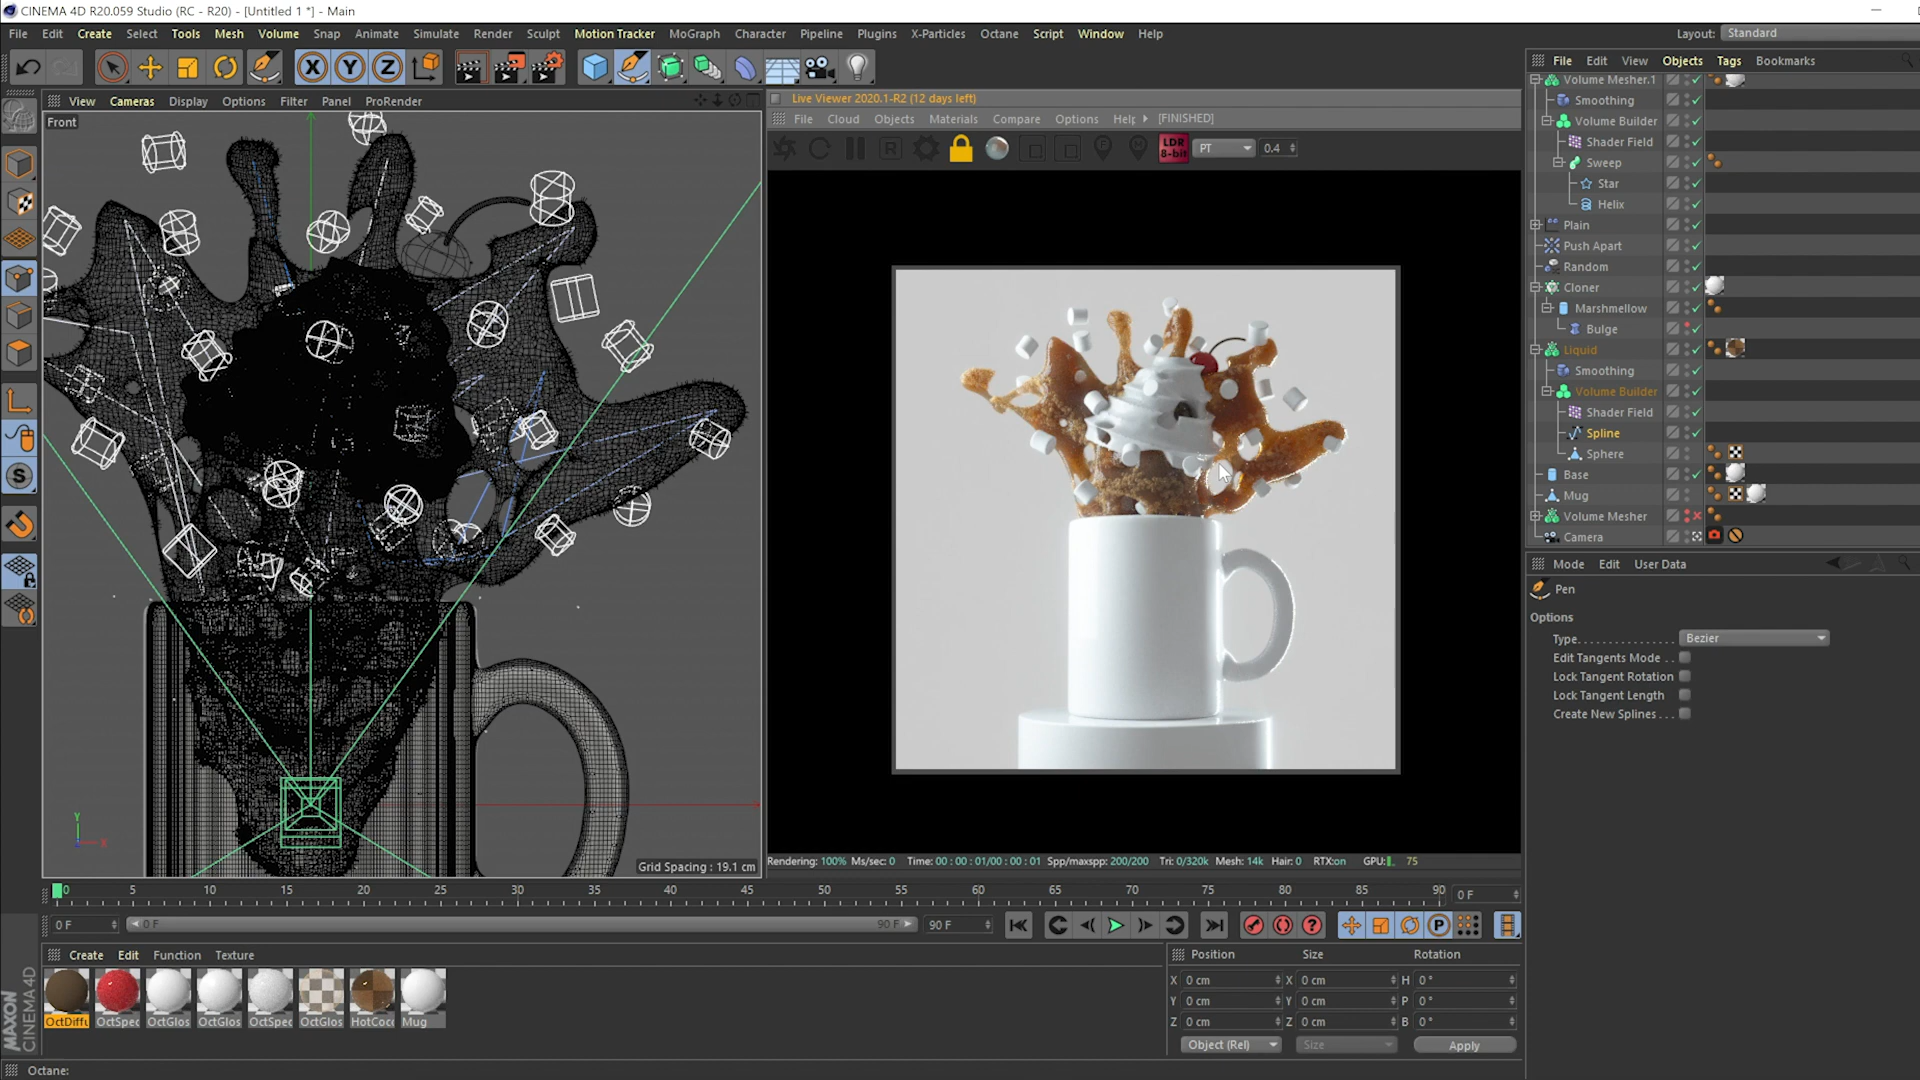 CINEMA 4D R20.059 Studio (RC - R20) - [Untitled 1 *] - Main
File Edit Create Select Tools Mesh Volume Snap Animate Simulate Render Sculpt Motion Tracker MoGraph Character Pipeline Plugins X-Particles Octane Script Window Help
Layout: Standard
View Cameras Display Options Filter Panel ProRender
Front
Grid Spacing : 19.1 cm
Live Viewer 2020.1-R2 (12 days left)
File Cloud Objects Materials Compare Options Help [FINISHED]
LDR 8-bit PT 0.4
Rendering: 100% Ms/sec: 0 Time: 00 : 00 : 01/00 : 00 : 01 Spp/maxspp: 200/200 Tri: 0/320k Mesh: 14k Hair: 0 RTX:on GPU: 75
File Edit View Objects Tags Bookmarks
Volume Mesher.1
Smoothing
Volume Builder
Shader Field
Sweep
Star
Helix
Plain
Push Apart
Random
Cloner
Marshmellow
Bulge
Liquid
Smoothing
Volume Builder
Shader Field
Spline
Sphere
Base
Mug
Volume Mesher
Camera
Mode Edit User Data
Pen
Options
Type Bezier
Edit Tangents Mode
Lock Tangent Rotation
Lock Tangent Length
Create New Splines
0 5 10 15 20 25 30 35 40 45 50 55 60 65 70 75 80 85 90 0 F
0 F 0 F 90 F 90 F
Create Edit Function Texture
OctDiffu OctSpec OctGlos OctGlos OctSpec OctGlos HotCoco Mug
Position Size Rotation
X 0 cm X 0 cm H 0 °
Y 0 cm Y 0 cm P 0 °
Z 0 cm Z 0 cm B 0 °
Object (Rel) Size Apply
MAXON CINEMA 4D
Octane: